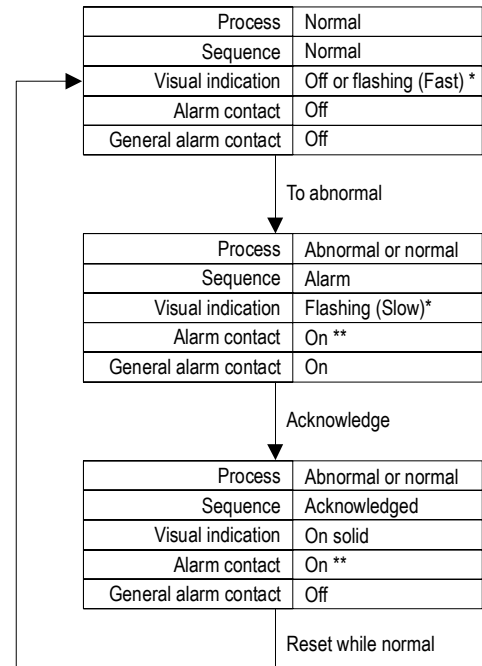 Process Normal
Sequence Normal
Visual indication Off or flashing (Fast) *
Alarm contact Off
General alarm contact Off
To abnormal
Process Abnormal or normal
Sequence Alarm
Visual indication Flashing (Slow)*
Alarm contact On **
General alarm contact On
Acknowledge
Process Abnormal or normal
Sequence Acknowledged
Visual indication On solid
Alarm contact On **
General alarm contact Off
Reset while normal